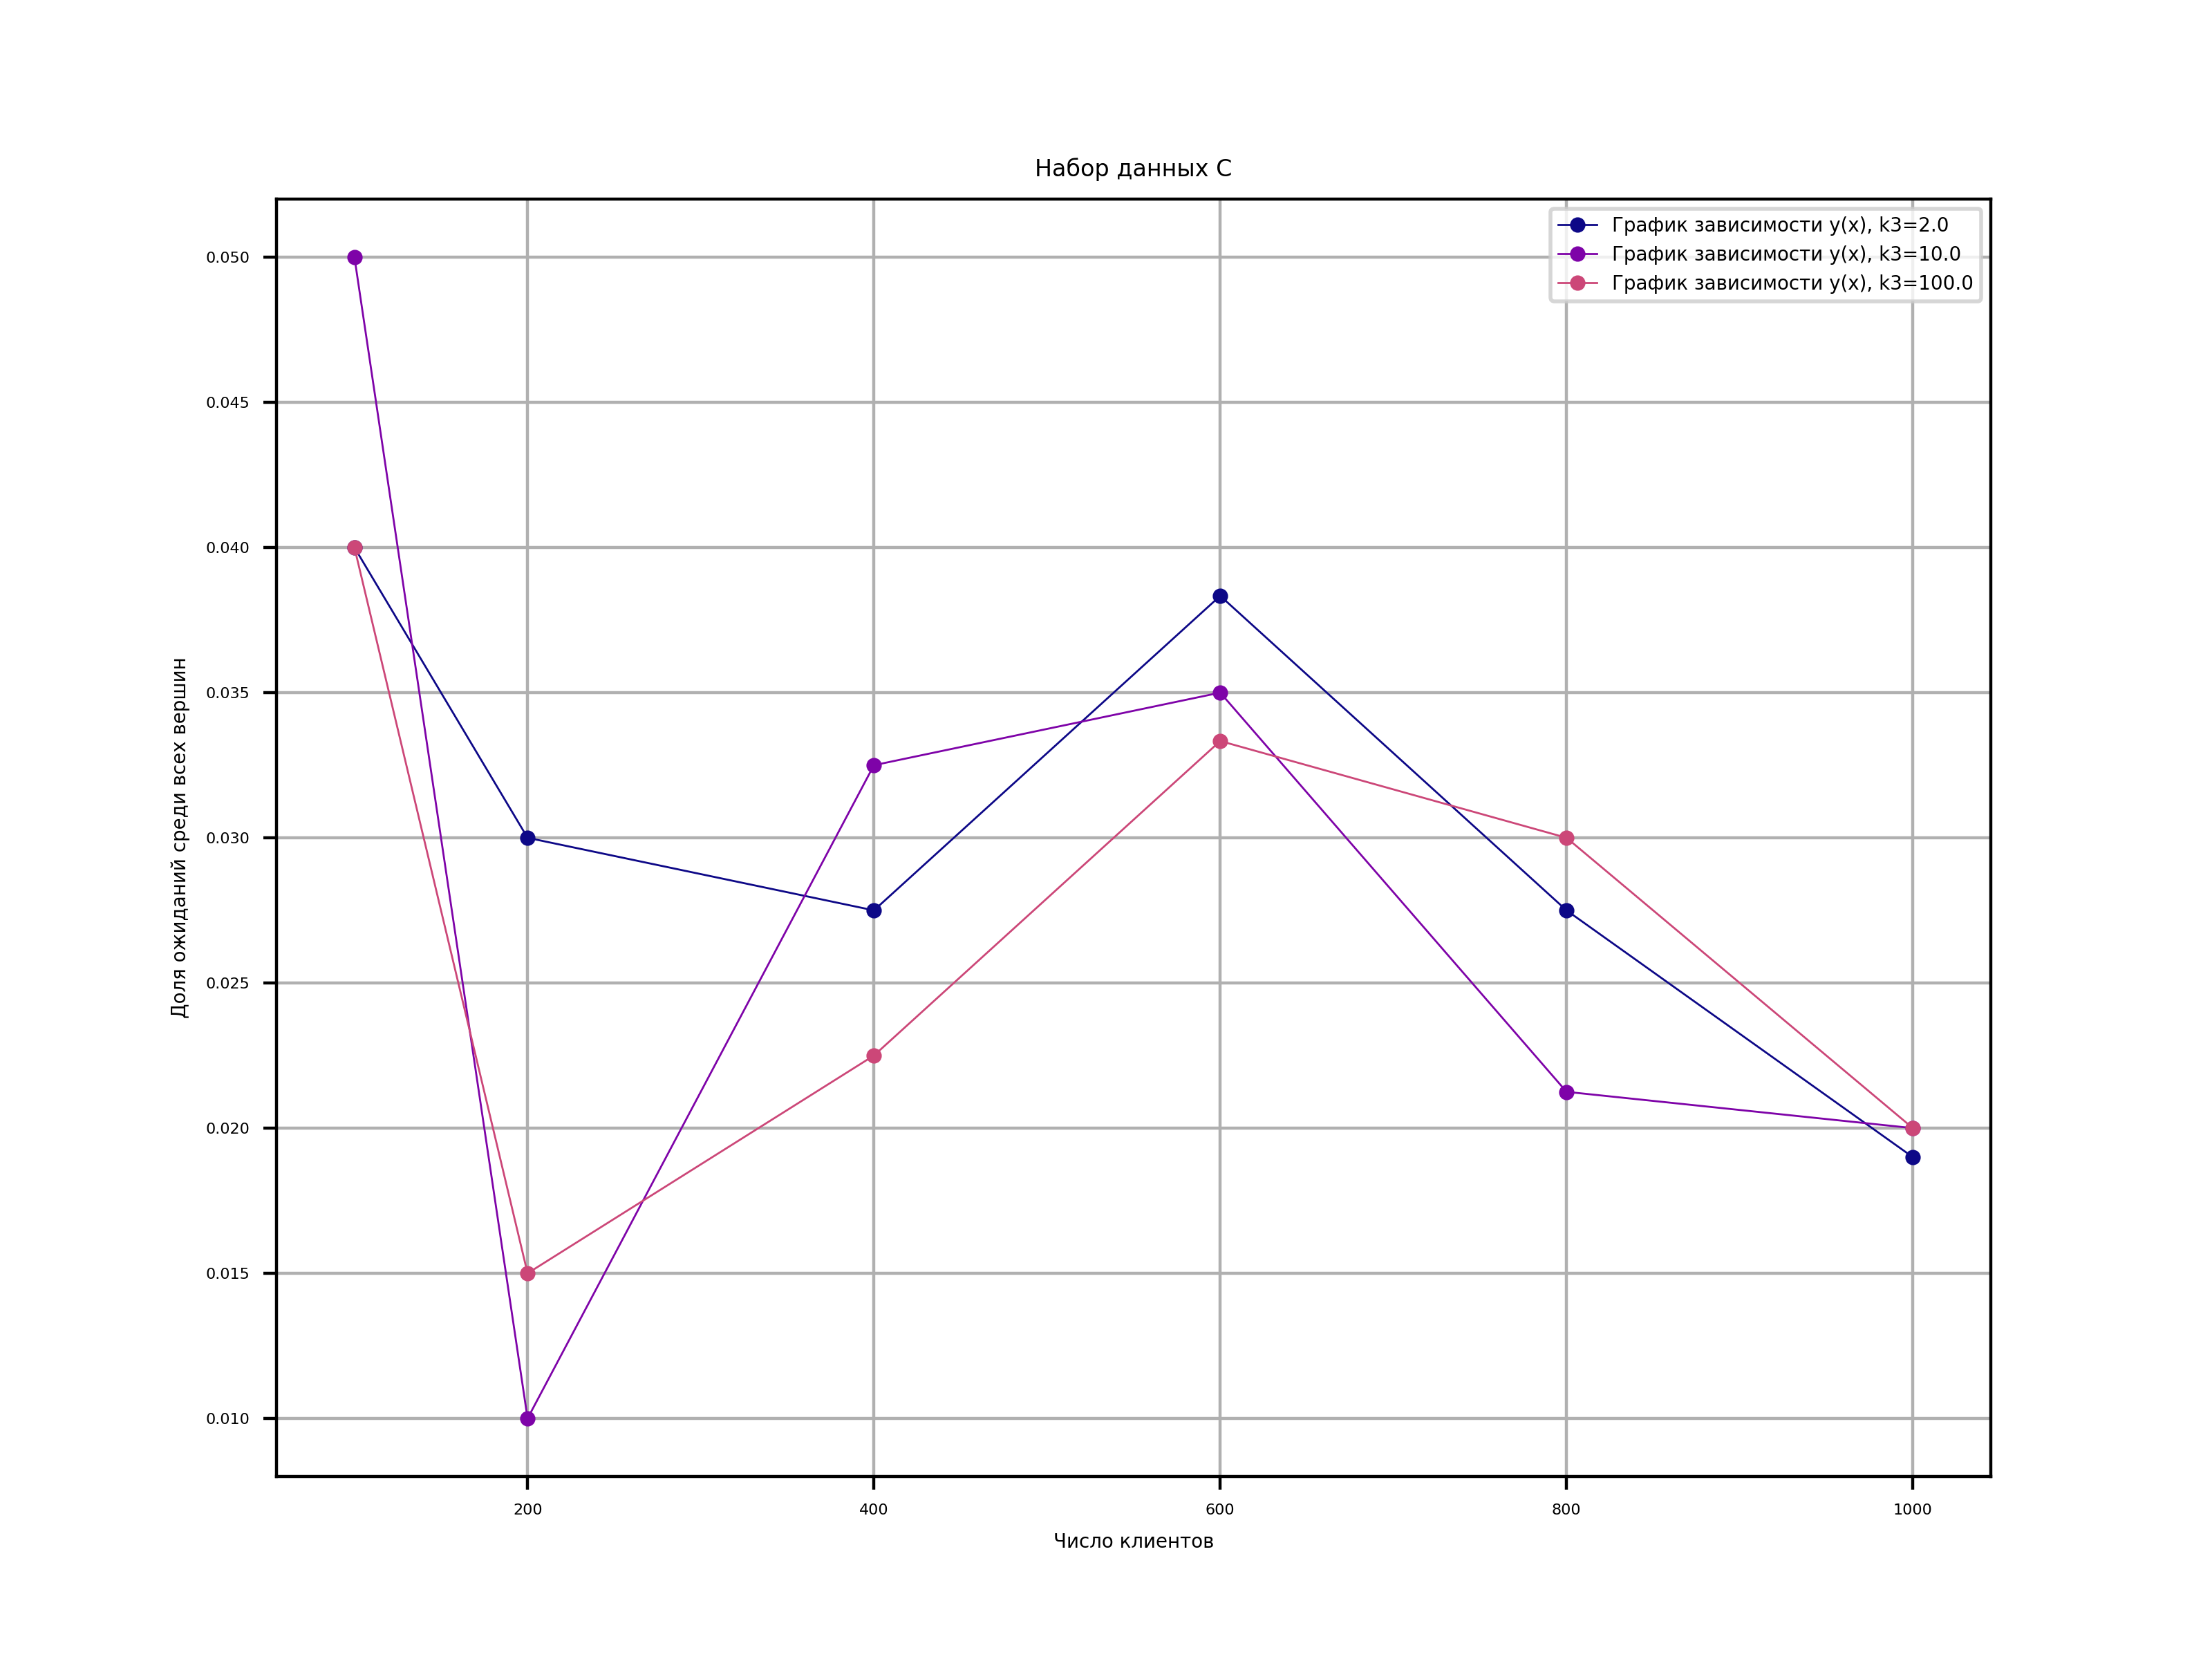 Набор данных C
График зависимости y(x), k3=2.0
График зависимости y(x), k3=10.0
График зависимости y(x), k3=100.0
0.050
0.045
0.040
0.035
0.030
0.025
0.020
0.015
0.010
Доля ожиданий среди всех вершин
200 400 600 800 1000
Число клиентов